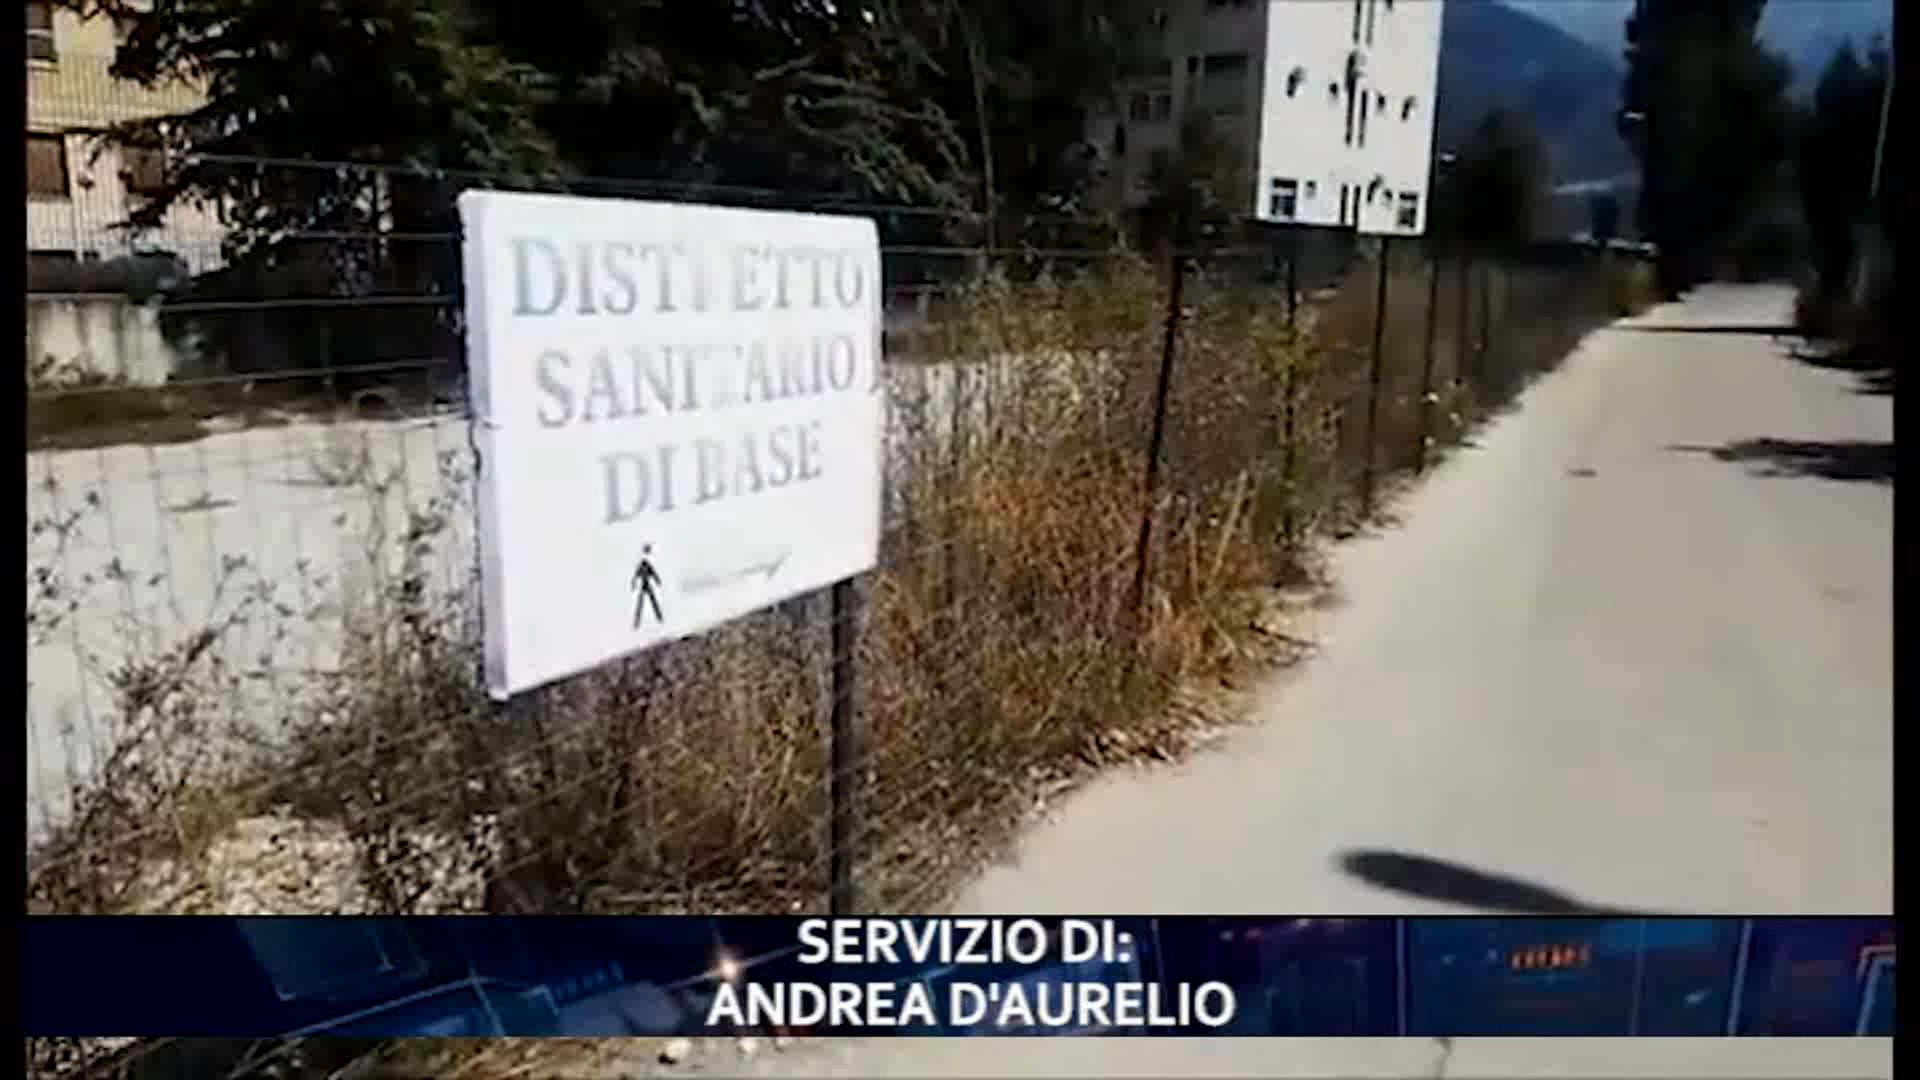 DISTRETTO
SANITARIO
DI BASE
SERVIZIO DI:
ANDREA D'AURELIO